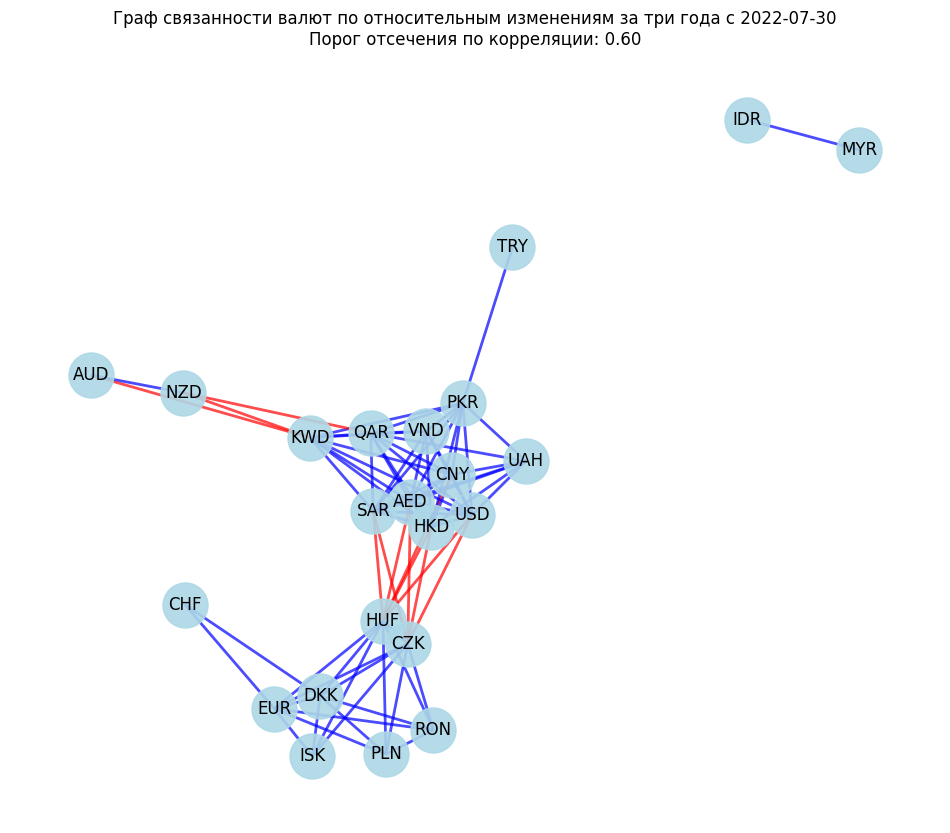 Граф связанности валют по относительным изменениям за три года с 2022-07-30
Порог отсечения по корреляции: 0.60
IDR
MYR
TRY
AUD
NZD
PKR
KWD
QAR
VND
UAH
CNY
AED
SAR
USD
HKD
CHF
HUF
CZK
DKK
EUR
RON
ISK
PLN